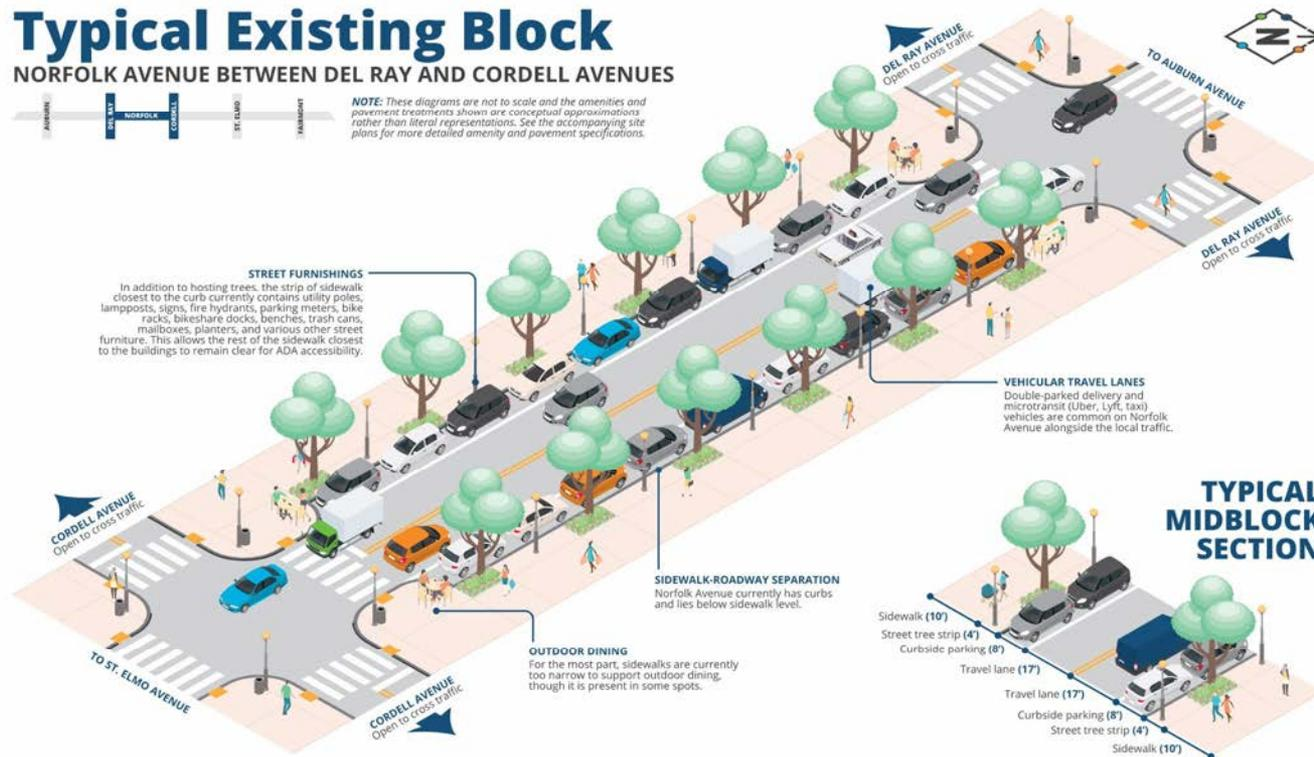 Typical Existing Block
NORFOLK AVENUE BETWEEN DEL RAY AND CORDELL AVENUES
AUBURN
DEL RAY
NORFOLK
CORDELL
ST. ELMO
FAIRMONT
NOTE: These diagrams are not to scale and the amenities and
pavement treatments shown are conceptual approximations
rather than literal representations. See the accompanying site
plans for more detailed amenity and pavement specifications.
DEL RAY AVENUE
Open to cross traffic
TO AUBURN AVENUE
N
DEL RAY AVENUE
Open to cross traffic
STREET FURNISHINGS
In addition to hosting trees, the strip of sidewalk
closest to the curb currently contains utility poles,
lampposts, signs, fire hydrants, parking meters, bike
racks, bikeshare docks, benches, trash cans,
mailboxes, planters, and various other street
furniture. This allows the rest of the sidewalk closest
to the buildings to remain clear for ADA accessibility.
VEHICULAR TRAVEL LANES
Double-parked delivery and
microtransit (Uber, Lyft, taxi)
vehicles are common on Norfolk
Avenue alongside the local traffic.
CORDELL AVENUE
Open to cross traffic
SIDEWALK-ROADWAY SEPARATION
Norfolk Avenue currently has curbs
and lies below sidewalk level.
OUTDOOR DINING
For the most part, sidewalks are currently
too narrow to support outdoor dining,
though it is present in some spots.
TO ST. ELMO AVENUE
CORDELL AVENUE
Open to cross traffic
TYPICAL
MIDBLOCK
SECTION
Sidewalk (10')
Street tree strip (4')
Curbside parking (8')
Travel lane (17')
Travel lane (17')
Curbside parking (8')
Street tree strip (4')
Sidewalk (10')